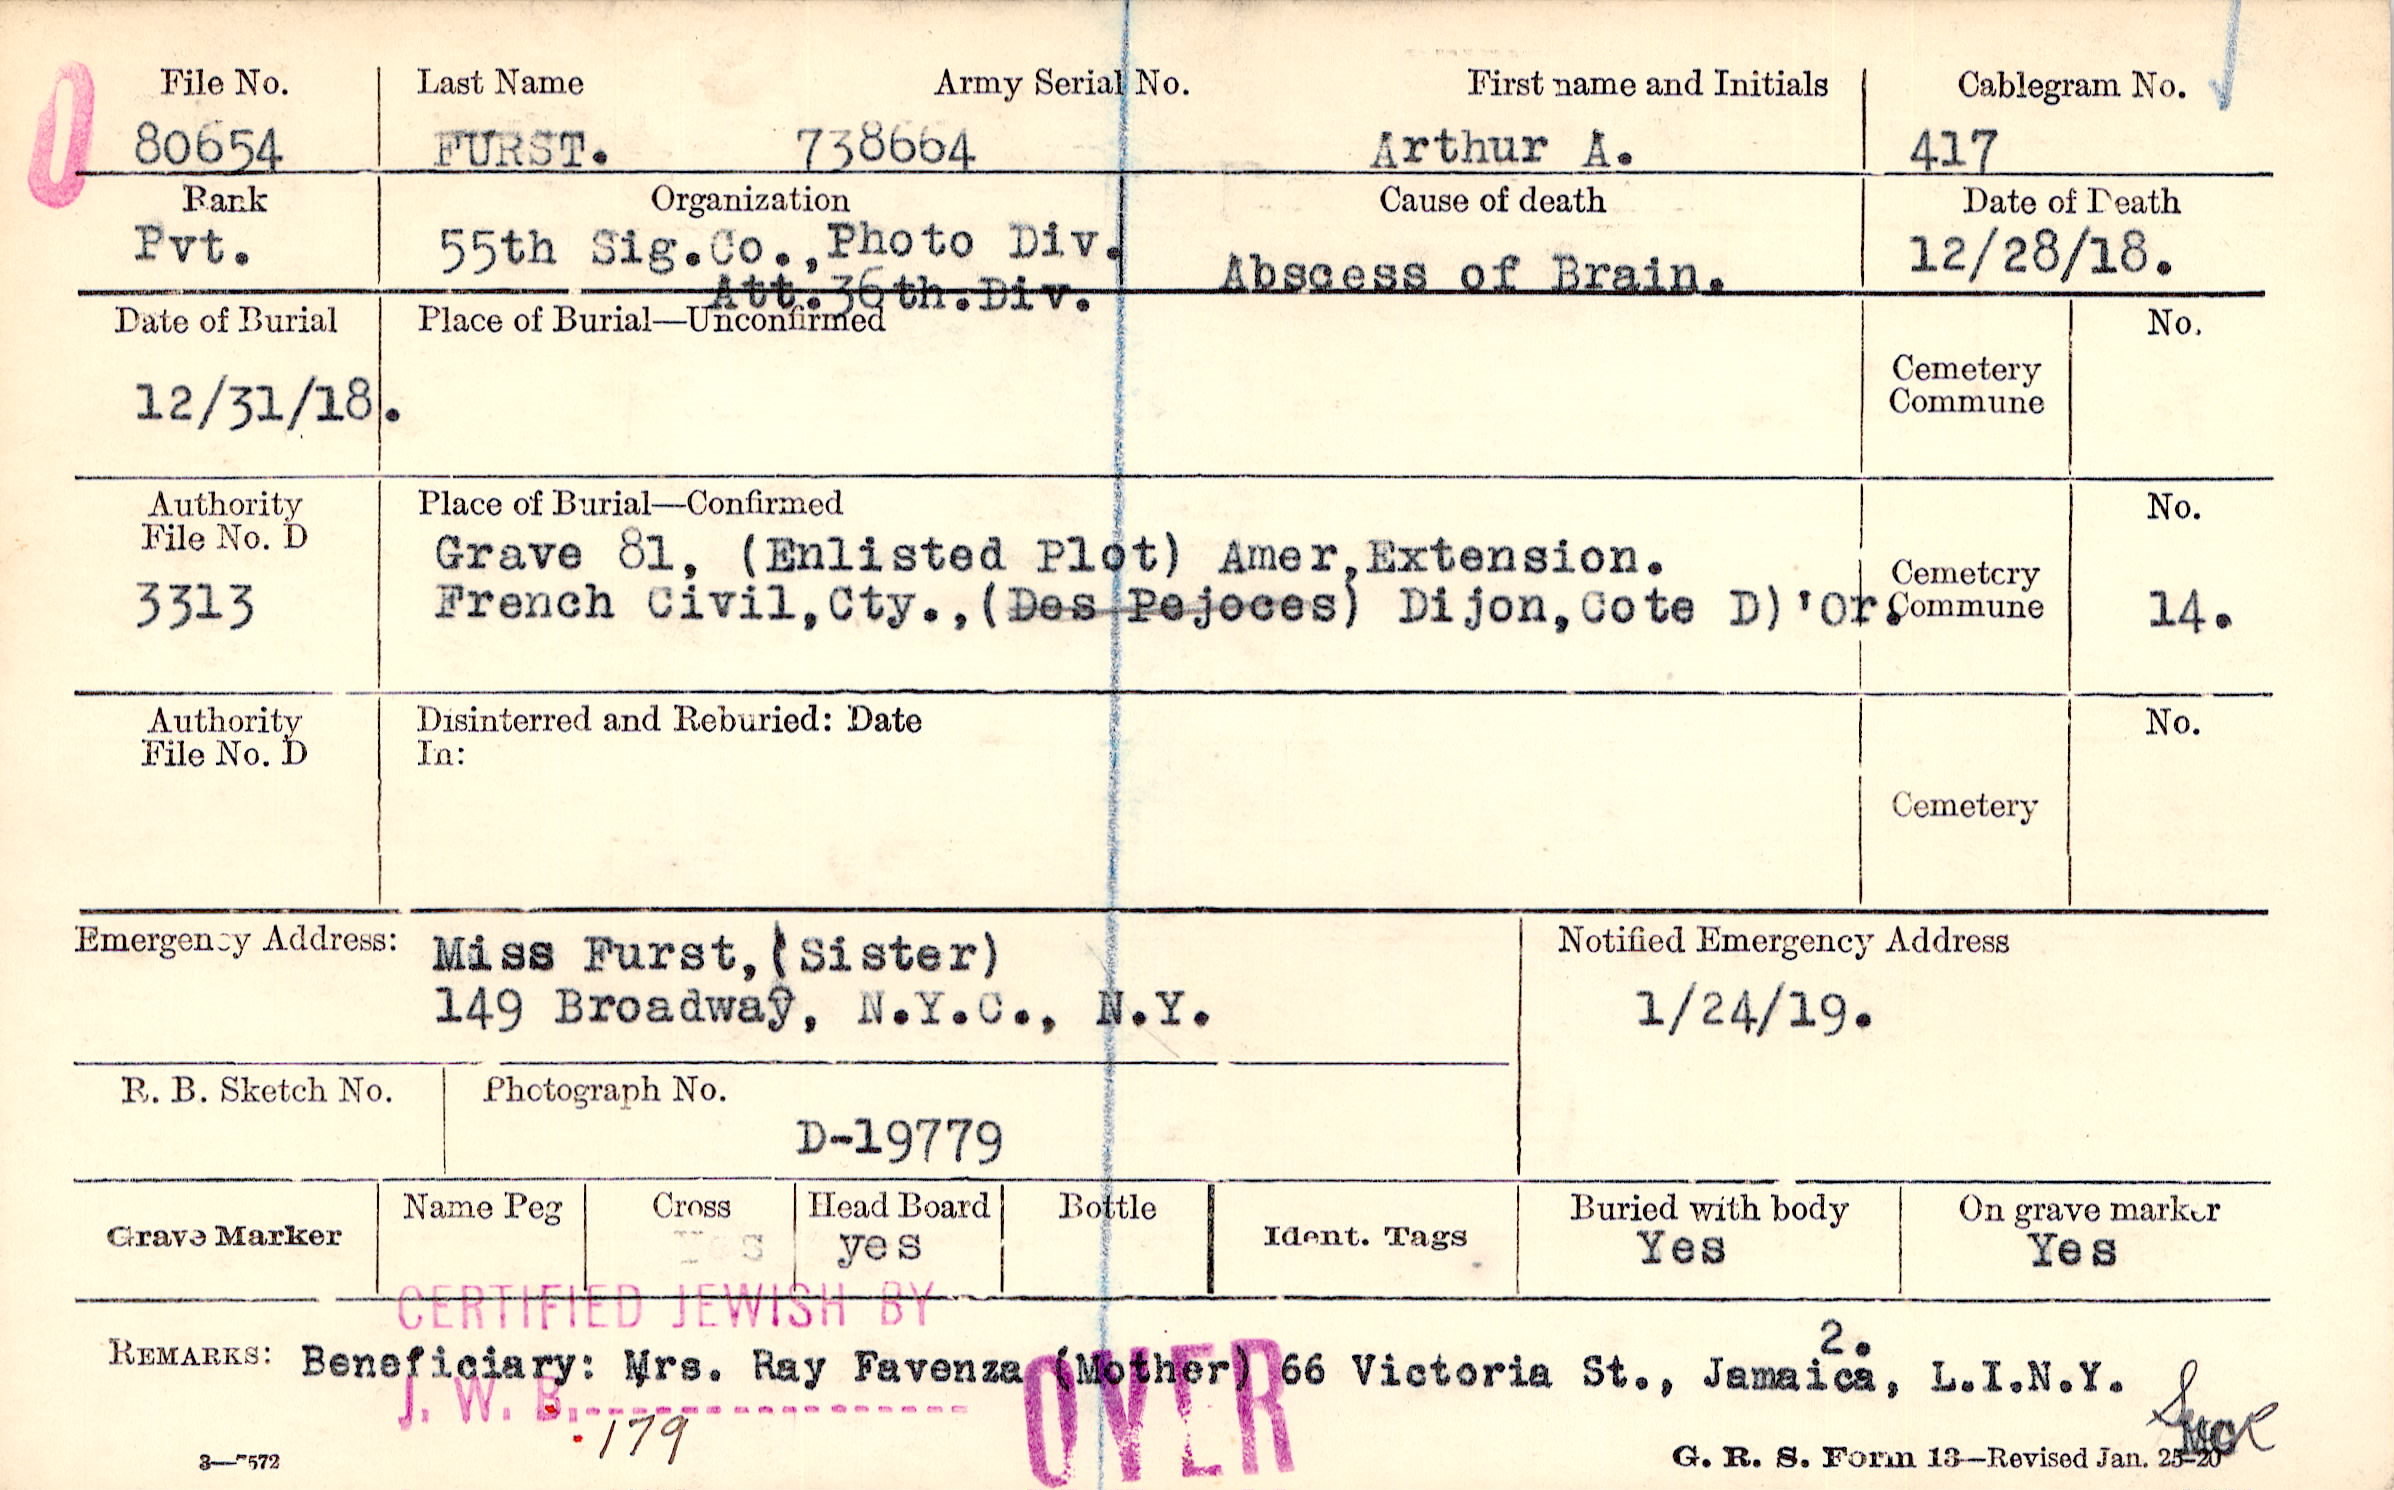 File No. Last Name Army Serial No. First name and Initials Cablegram No.
80654 FURST. 738664 Arthur A. 417
Rank Organization Cause of death Date of Death
Pvt. 55th Sig.Co.,Photo Div. Abscess of Brain. 12/28/18.
Att.36th.Div.
Date of Burial Place of Burial—Unconfirmed No.
Cemetery
Commune
12/31/18.
Authority Place of Burial—Confirmed No.
File No. D
Grave 81, (Enlisted Plot) Amer,Extension.
Cemetery
3313 French Civil,Cty.,(Des Pejoces) Dijon,Cote D)'Or. Commune 14.
Authority Disinterred and Reburied: Date No.
File No. D In:
Cemetery
Emergency Address: Miss Furst,(Sister) Notified Emergency Address
149 Broadway, N.Y.C., N.Y. 1/24/19.
R. B. Sketch No. Photograph No.
D-19779
Name Peg Cross Head Board Bottle Buried with body On grave marker
Grave Marker Yes yes Ident. Tags Yes Yes
CERTIFIED JEWISH BY
2.
REMARKS: Beneficiary: Mrs. Ray Favenza (Mother) 66 Victoria St., Jamaica, L.I.N.Y.
J. W. B.
OVER
179
G. R. S. Form 13—Revised Jan. 25-20